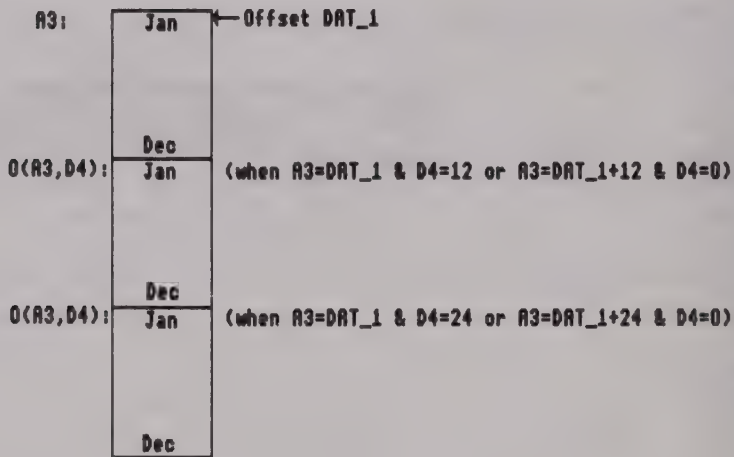 A3: Jan Offset DAT_1
Dec
0(A3,D4): Jan (when A3=DAT_1 & D4=12 or A3=DAT_1+12 & D4=0)
Dec
0(A3,D4): Jan (when A3=DAT_1 & D4=24 or A3=DAT_1+24 & D4=0)
Dec